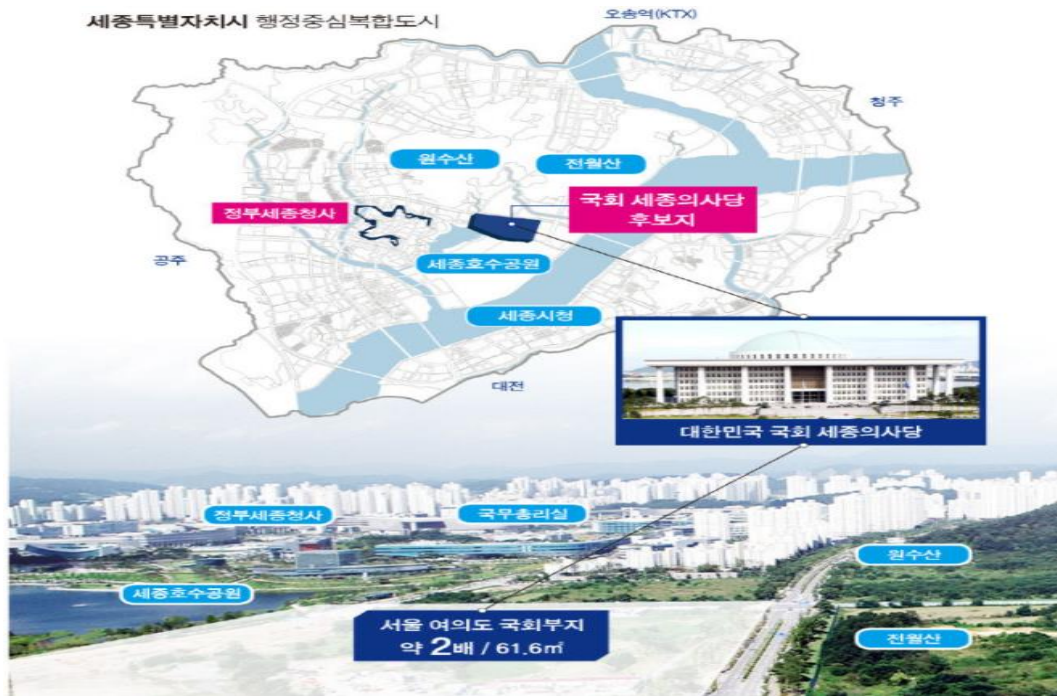 세종특별자치시 행정중심복합도시
오송역(KTX)
청주
원수산
전월산
국회 세종의사당
후보지
정부세종청사
공주
세종호수공원
세종시청
대전
대한민국 국회 세종의사당
정부세종청사
국무총리실
원수산
세종호수공원
서울 여의도 국회부지
약 2배 / 61.6㎡
전월산